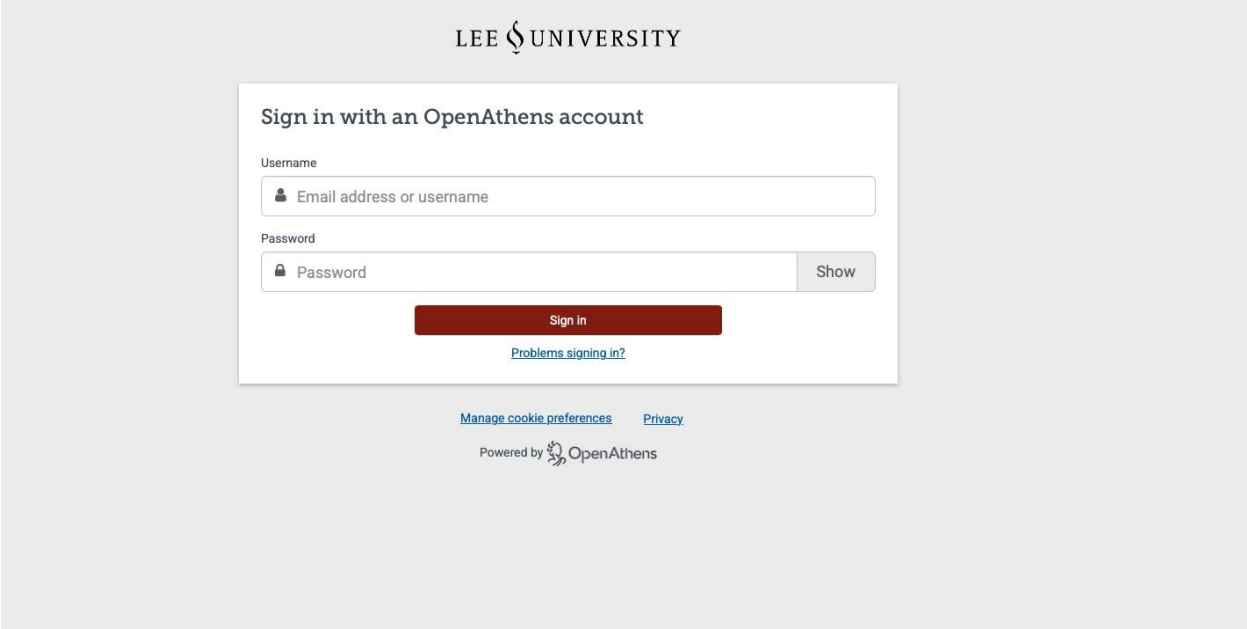 LEE UNIVERSITY
Sign in with an OpenAthens account
Username
Email address or username
Password
Password
Show
Sign in
Problems signing in?
Manage cookie preferences
Privacy
Powered by OpenAthens